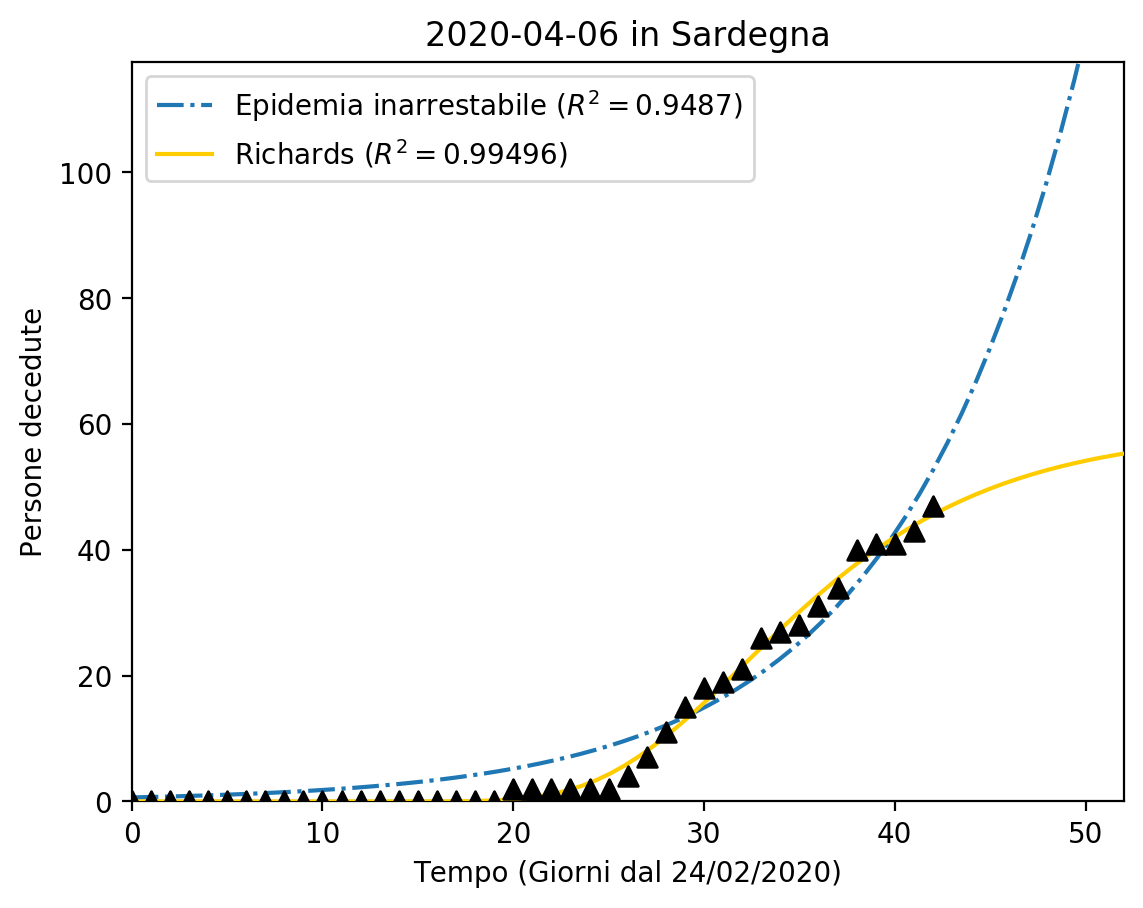 2020-04-06 in Sardegna
Epidemia inarrestabile (R² = 0.9487)
Richards (R² = 0.99496)
100
80
60
40
20
0
Persone decedute
0 10 20 30 40 50
Tempo (Giorni dal 24/02/2020)